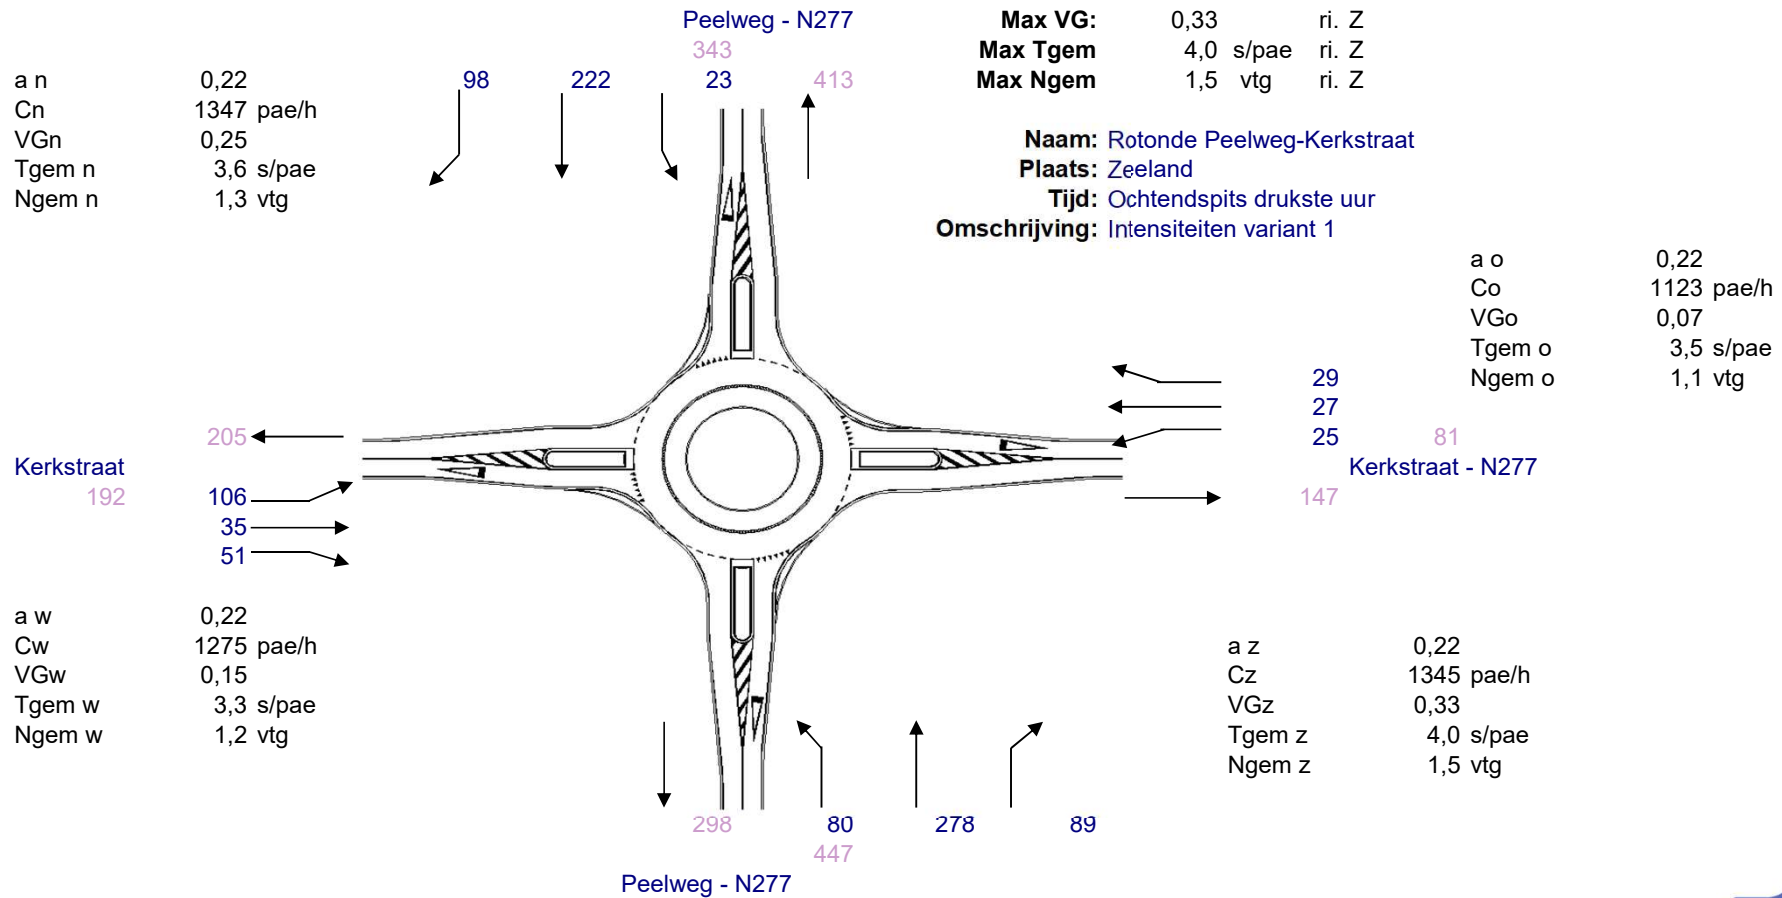 Peelweg - N277
343
98 222 23 413
a n 0,22
Cn 1347 pae/h
VGn 0,25
Tgem n 3,6 s/pae
Ngem n 1,3 vtg
Max VG: 0,33 ri. Z
Max Tgem 4,0 s/pae ri. Z
Max Ngem 1,5 vtg ri. Z
Naam: Rotonde Peelweg-Kerkstraat
Plaats: Zeeland
Tijd: Ochtendspits drukste uur
Omschrijving: Intensiteiten variant 1
a o 0,22
Co 1123 pae/h
VGo 0,07
Tgem o 3,5 s/pae
Ngem o 1,1 vtg
29
27
25 81
Kerkstraat - N277
147
205
Kerkstraat
192 106
35
51
a w 0,22
Cw 1275 pae/h
VGw 0,15
Tgem w 3,3 s/pae
Ngem w 1,2 vtg
a z 0,22
Cz 1345 pae/h
VGz 0,33
Tgem z 4,0 s/pae
Ngem z 1,5 vtg
298 80 278 89
447
Peelweg - N277